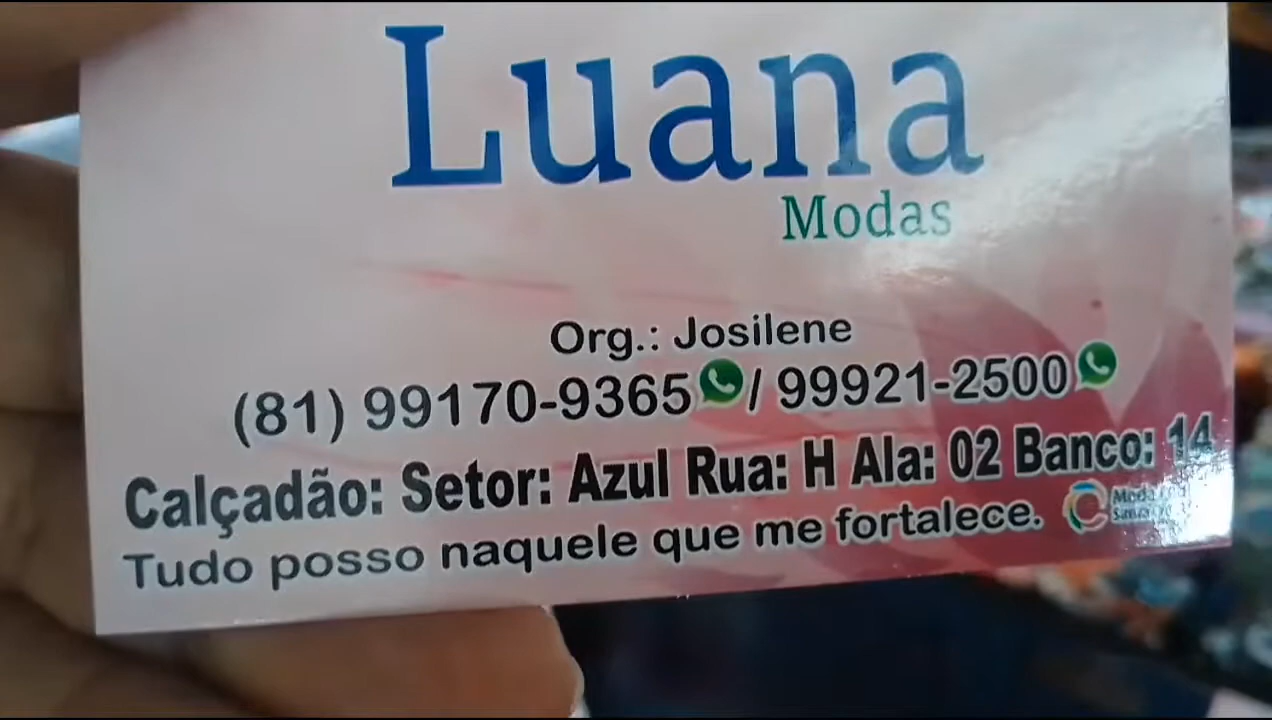 Luana
Modas
Org.: Josilene
(81) 99170-9365 / 99921-2500
Calçadão: Setor: Azul Rua: H Ala: 02 Banco: 14
Tudo posso naquele que me fortalece.
Moda